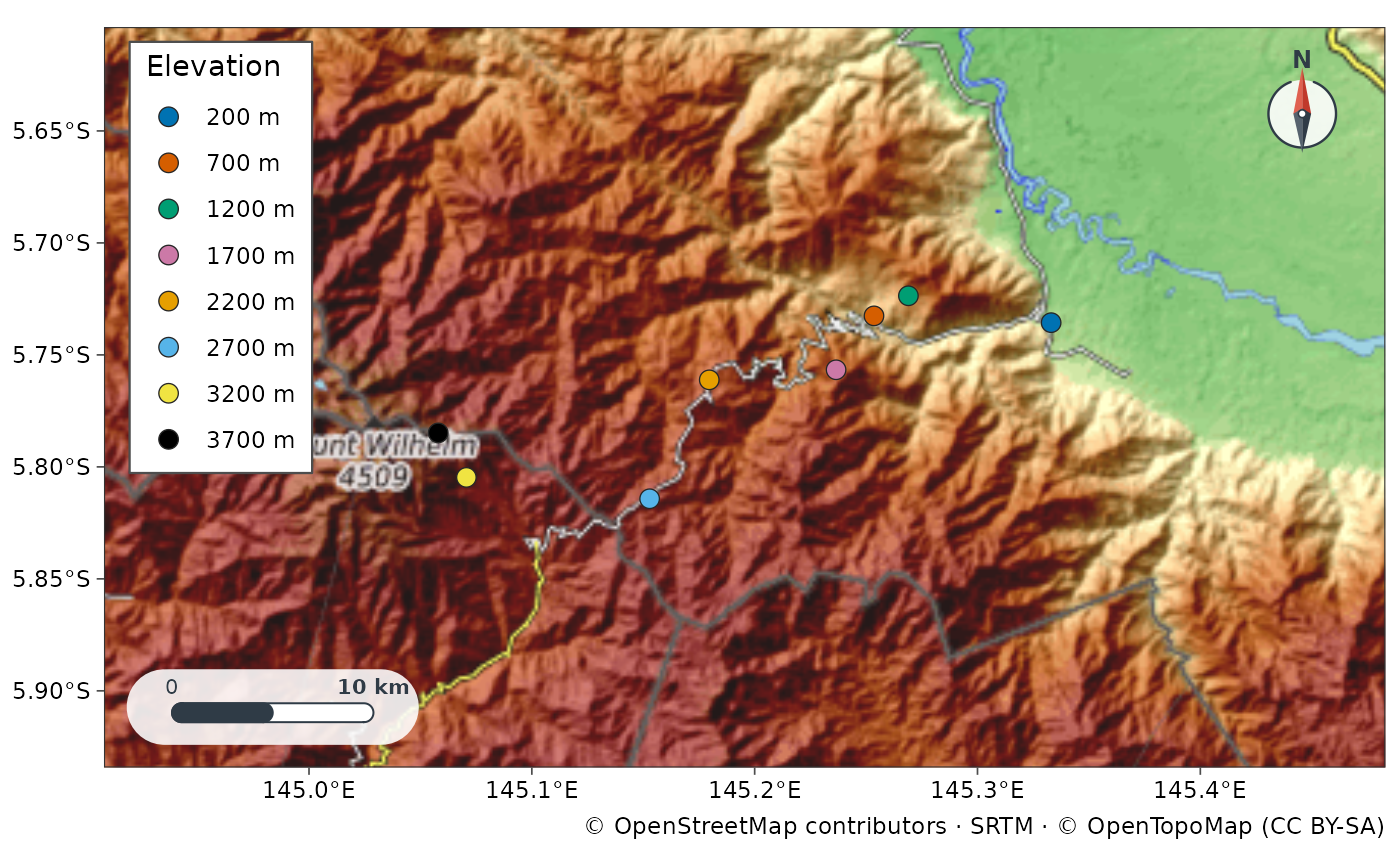 Elevation
200 m
700 m
1200 m
1700 m
2200 m
2700 m
3200 m
3700 m
N
unt Wilhelm
4509
0 10 km
5.65°S
5.70°S
5.75°S
5.80°S
5.85°S
5.90°S
145.0°E 145.1°E 145.2°E 145.3°E 145.4°E
© OpenStreetMap contributors · SRTM · © OpenTopoMap (CC BY-SA)